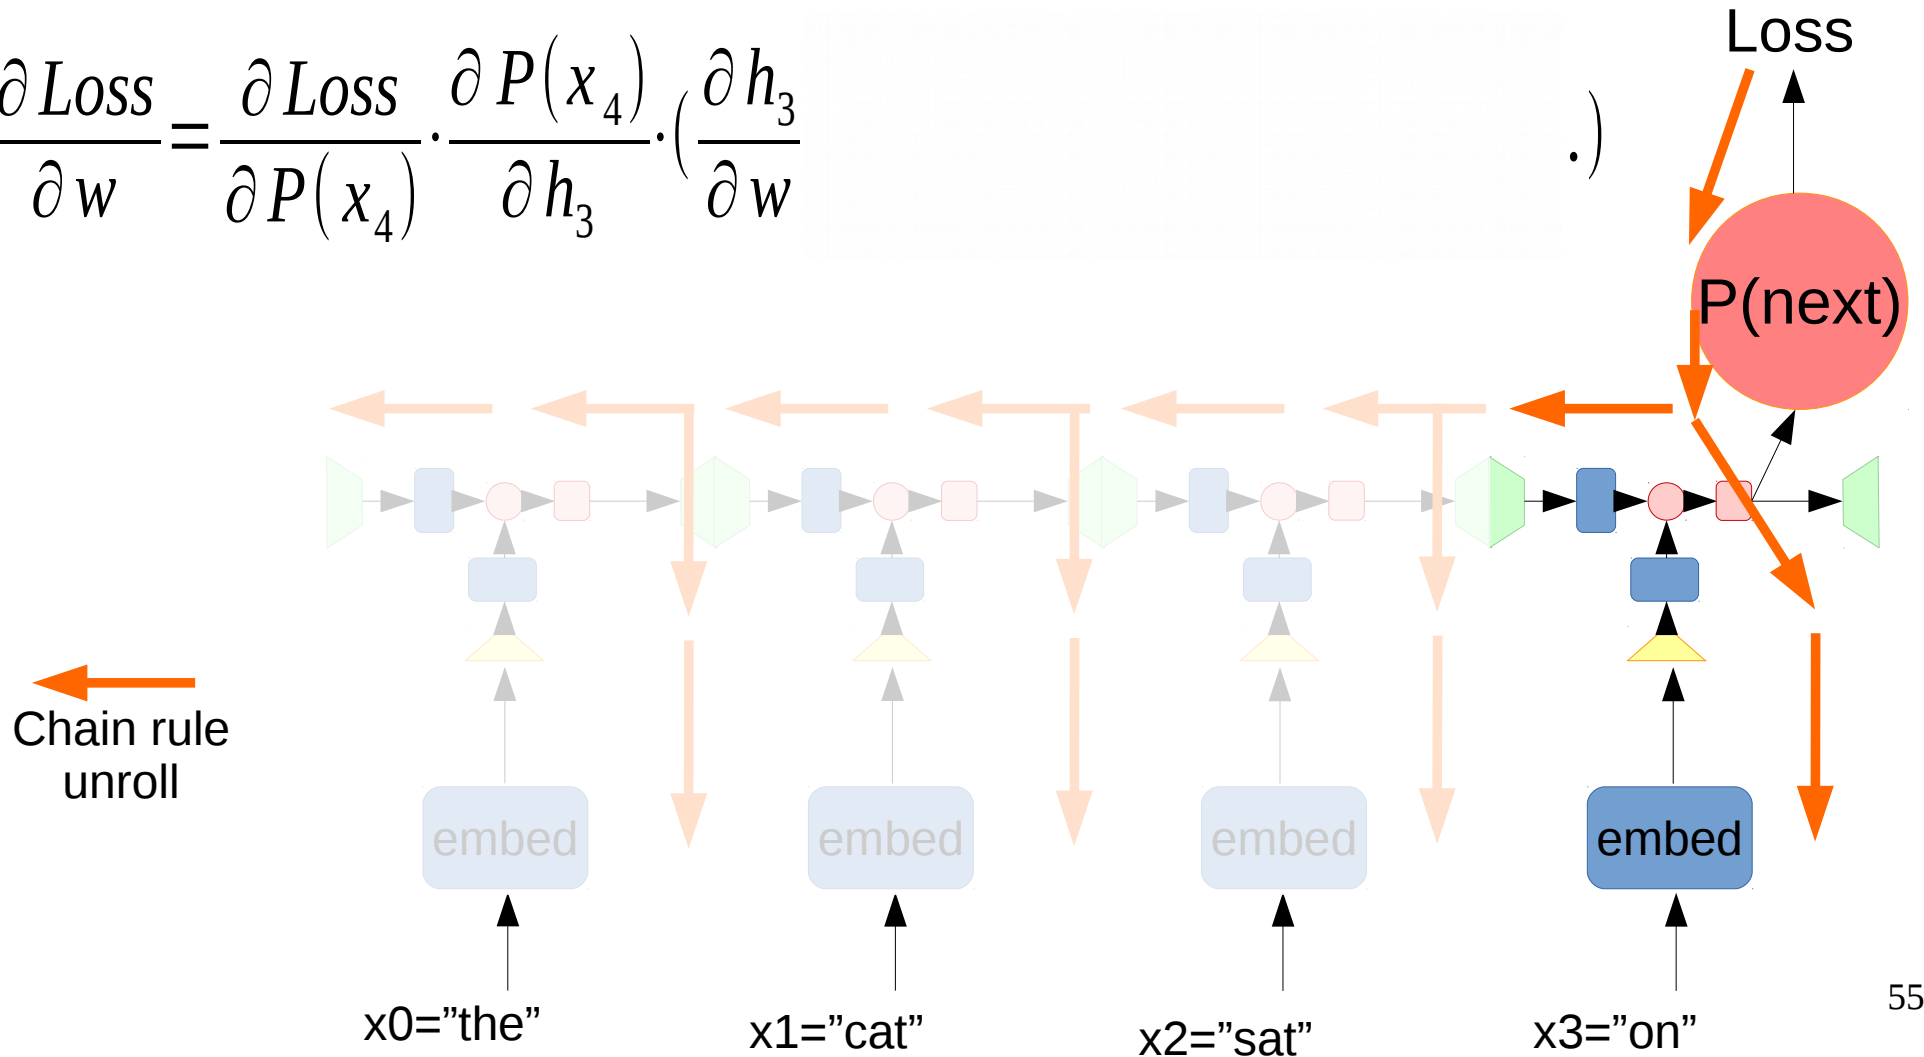 Loss
∂Loss/∂w = ∂Loss/∂P(x₄) · ∂P(x₄)/∂h₃ · (∂h₃/∂w .)
P(next)
Chain rule
unroll
embed embed embed embed
x0=”the” x1=”cat” x2=”sat” x3=”on”
55